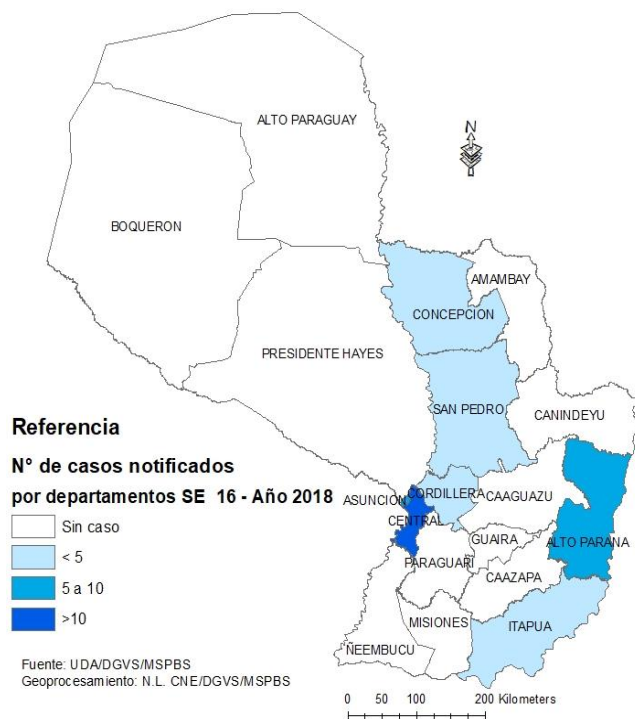 ALTO PARAGUAY
N
BOQUERON
AMAMBAY
CONCEPCION
PRESIDENTE HAYES
SAN PEDRO
CANINDEYU
Referencia
N° de casos notificados
por departamentos SE 16 - Año 2018
Sin caso
< 5
5 a 10
>10
ASUNCION
CORDILLERA
CAAGUAZU
CENTRAL
GUAIRA
ALTO PARANA
PARAGUARI
CAAZAPA
MISIONES
ITAPUA
ÑEEMBUCU
Fuente: UDA/DGVS/MSPBS
Geoprocesamiento: N.L. CNE/DGVS/MSPBS
0 50 100 200 Kilometers